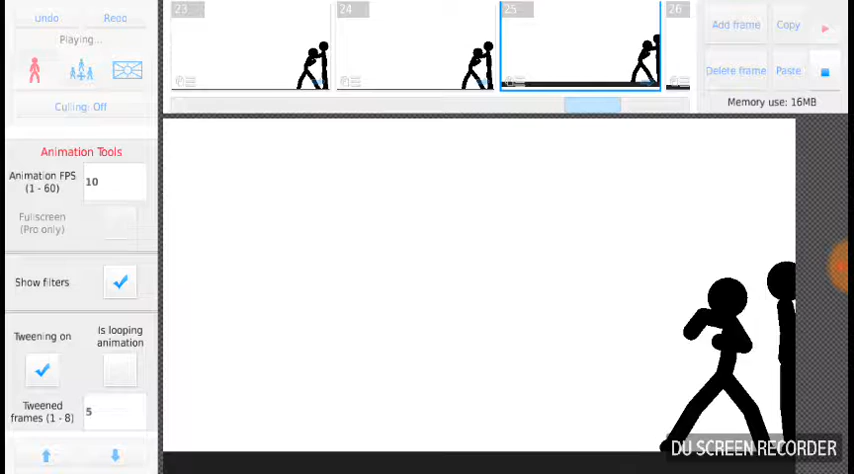 Undo
Redo
Playing...
Culling: Off
Animation Tools
Animation FPS
(1 - 60)
10
Fullscreen
(Pro only)
Show filters
Tweening on
Is looping
animation
Tweened
frames (1 - 8)
5
23
24
25
26
Add frame
Copy
Delete frame
Paste
Memory use: 16MB
DU SCREEN RECORDER